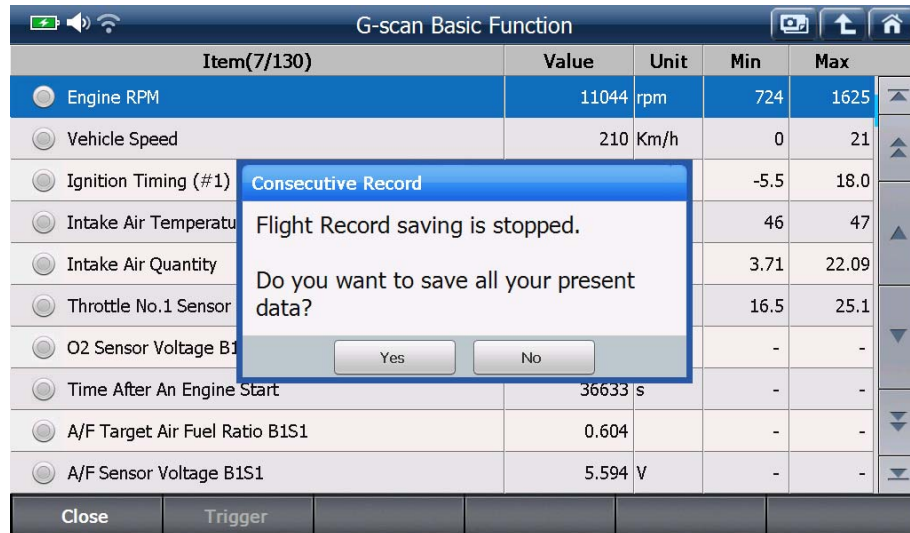 G-scan Basic Function
Item(7/130) Value Unit Min Max
Engine RPM 11044 rpm 724 1625
Vehicle Speed 210 Km/h 0 21
Ignition Timing (#1) -5.5 18.0
Intake Air Temperatu 46 47
Intake Air Quantity 3.71 22.09
Throttle No.1 Sensor 16.5 25.1
O2 Sensor Voltage B1 - -
Time After An Engine Start 36633 s - -
A/F Target Air Fuel Ratio B1S1 0.604 - -
A/F Sensor Voltage B1S1 5.594 V - -
Consecutive Record
Flight Record saving is stopped.
Do you want to save all your present
data?
Yes No
Close Trigger